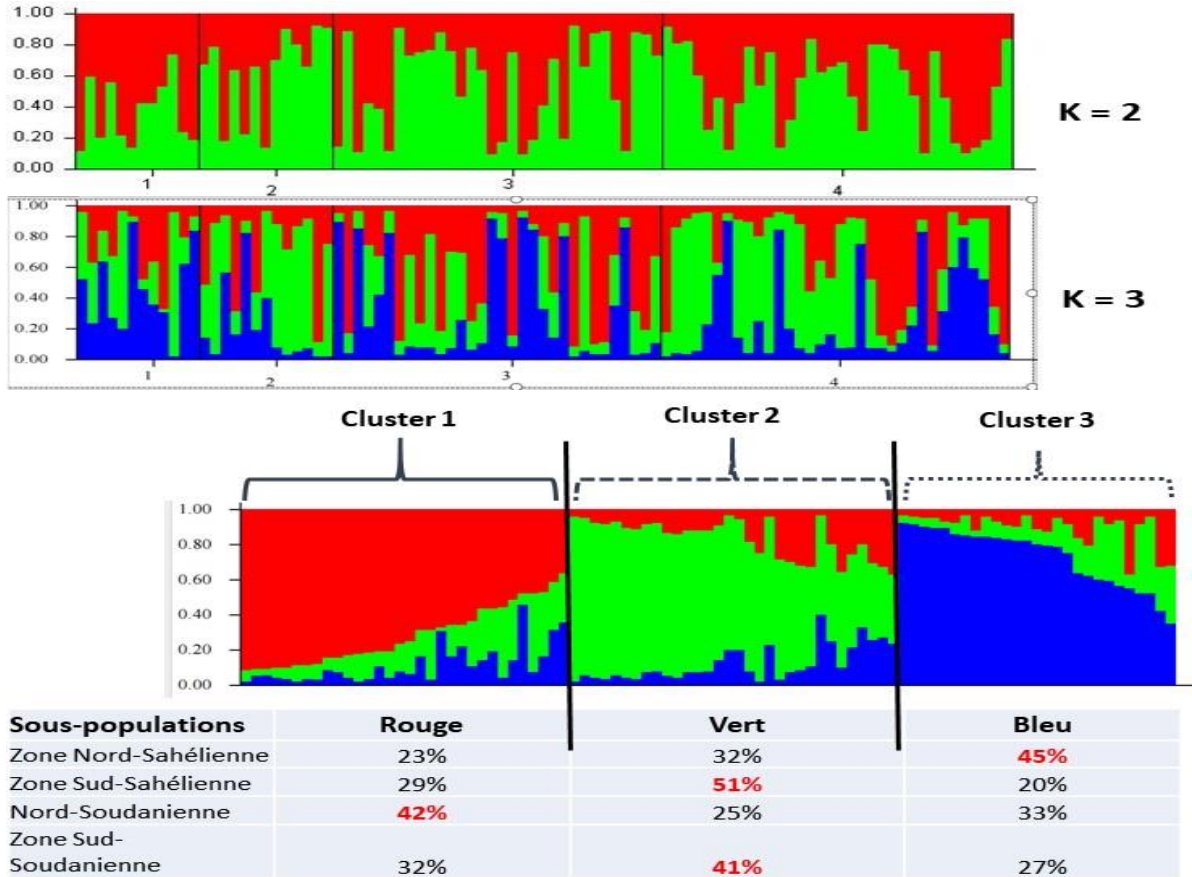 1.00
0.80
0.60
0.40
0.20
0.00
K = 2
1 2 3 4
1.00
0.80
0.60
0.40
0.20
0.00
K = 3
1 2 3 4
Cluster 1 Cluster 2 Cluster 3
1.00
0.80
0.60
0.40
0.20
0.00
Sous-populations Rouge Vert Bleu
Zone Nord-Sahélienne 23% 32% 45%
Zone Sud-Sahélienne 29% 51% 20%
Nord-Soudanienne 42% 25% 33%
Zone Sud-
Soudanienne 32% 41% 27%